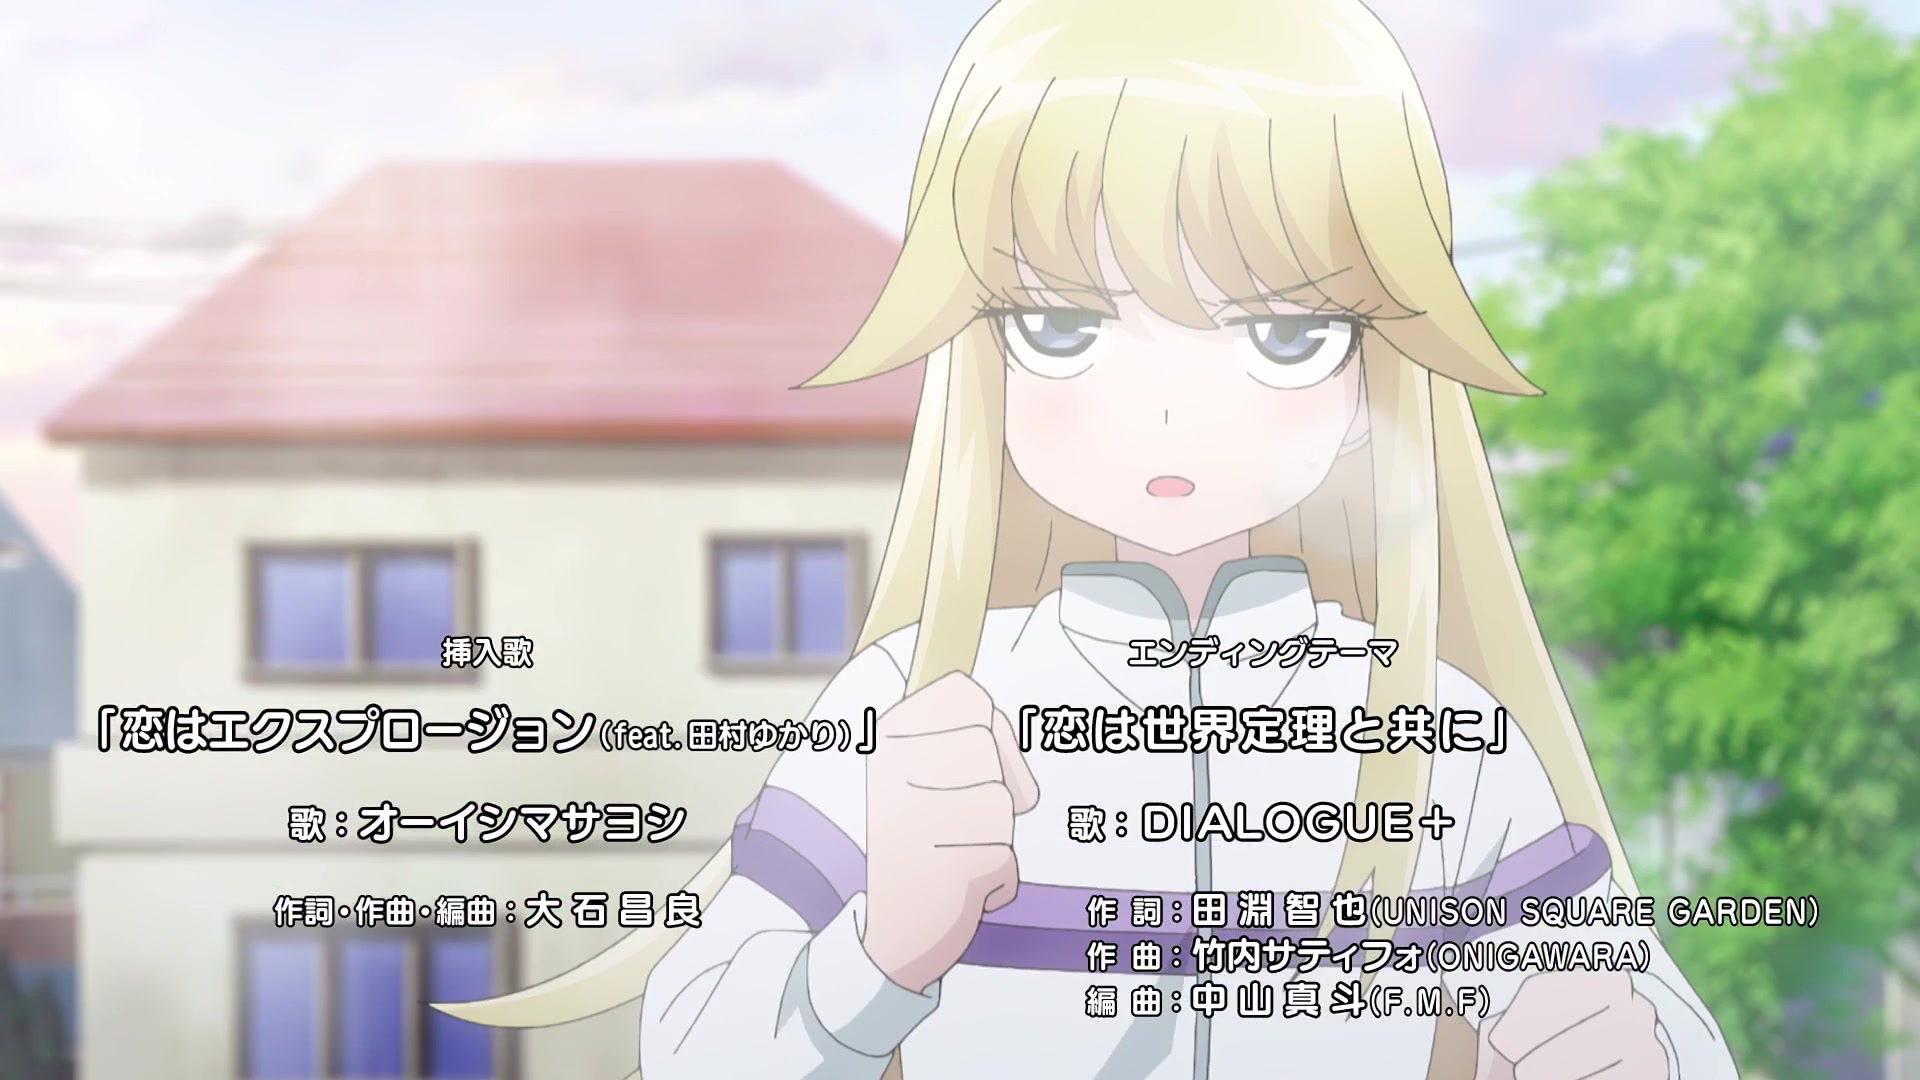 挿入歌
「恋はエクスプロージョン(feat.田村ゆかり)」
歌：オーイシマサヨシ
作詞・作曲・編曲：大石昌良
エンディングテーマ
「恋は世界定理と共に」
歌：DIALOGUE＋
作詞：田淵智也(UNISON SQUARE GARDEN)
作曲：竹内サティフォ(ONIGAWARA)
編曲：中山真斗(F.M.F)